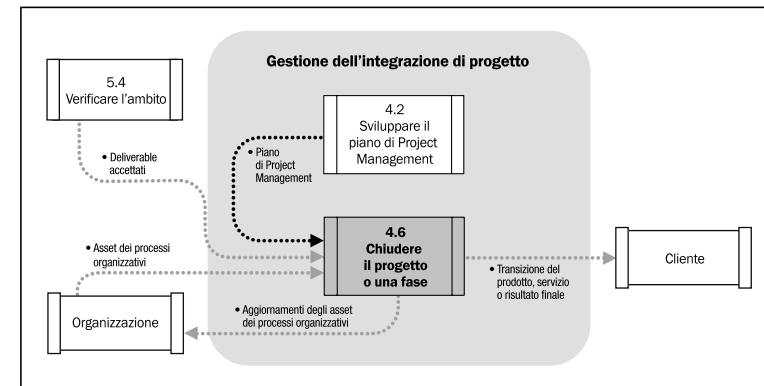 Gestione dell'integrazione di progetto
5.4
Verificare l'ambito
4.2
Sviluppare il
piano di Project
Management
• Deliverable
accettati
• Piano
di Project
Management
4.6
Chiudere
il progetto
o una fase
• Asset dei processi
organizzativi
• Transizione del
prodotto, servizio
o risultato finale
Cliente
Organizzazione
• Aggiornamenti degli asset
dei processi organizzativi